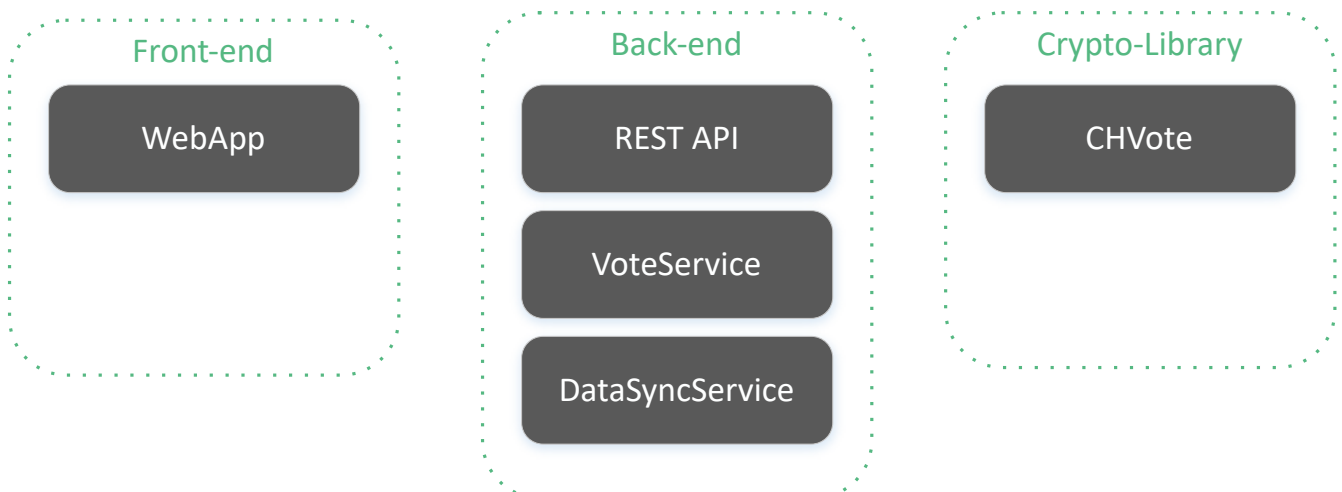 Front-end
WebApp
Back-end
REST API
VoteService
DataSyncService
Crypto-Library
CHVote